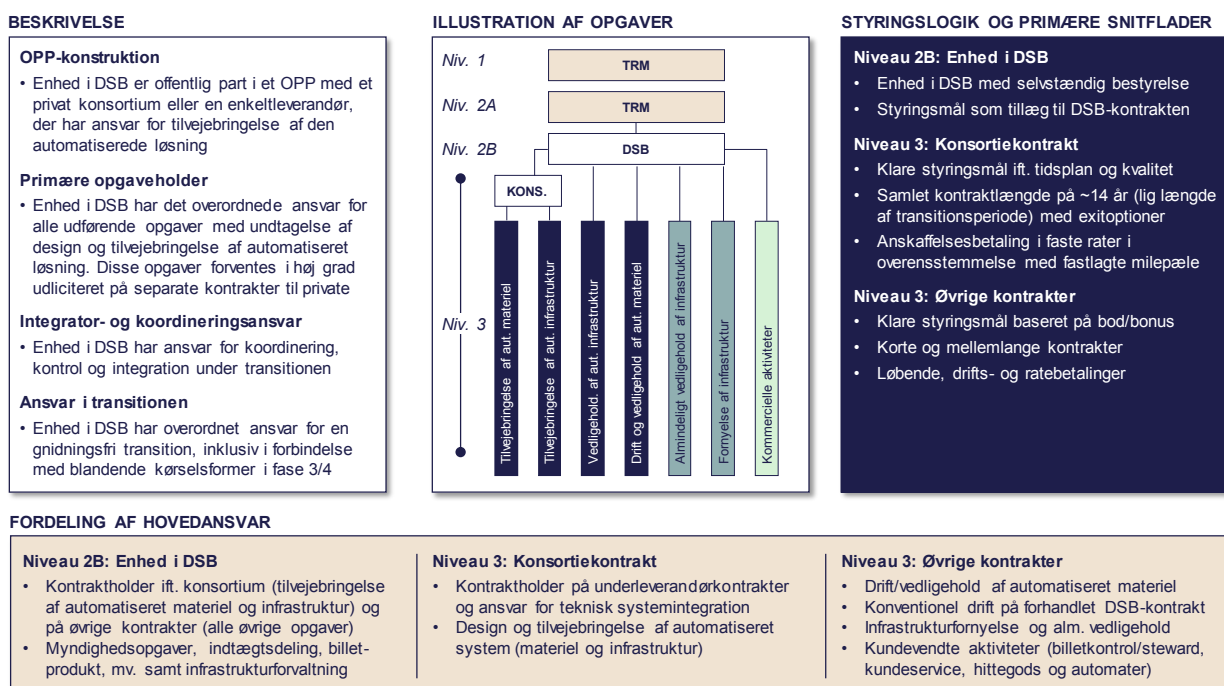 BESKRIVELSE
OPP-konstruktion
• Enhed i DSB er offentlig part i et OPP med et
privat konsortium eller en enkeltleverandør,
der har ansvar for tilvejebringelse af den
automatiserede løsning
Primære opgaveholder
• Enhed i DSB har det overordnede ansvar for
alle udførende opgaver med undtagelse af
design og tilvejebringelse af automatiseret
løsning. Disse opgaver forventes i høj grad
udliciteret på separate kontrakter til private
Integrator- og koordineringsansvar
• Enhed i DSB har ansvar for koordinering,
kontrol og integration under transitionen
Ansvar i transitionen
• Enhed i DSB har overordnet ansvar for en
gnidningsfri transition, inklusiv i forbindelse
med blandende kørselsformer i fase 3/4
ILLUSTRATION AF OPGAVER
Niv. 1
TRM
Niv. 2A
TRM
Niv. 2B
DSB
KONS.
Niv. 3
Tilvejebringelse af aut. materiel
Tilvejebringelse af aut. infrastruktur
Vedligehold. af aut. infrastruktur
Drift og vedligehold af aut. materiel
Almindeligt vedligehold af infrastruktur
Fornyelse af infrastruktur
Kommercielle aktiviteter
STYRINGSLOGIK OG PRIMÆRE SNITFLADER
Niveau 2B: Enhed i DSB
• Enhed i DSB med selvstændig bestyrelse
• Styringsmål som tillæg til DSB-kontrakten
Niveau 3: Konsortiekontrakt
• Klare styringsmål ift. tidsplan og kvalitet
• Samlet kontraktlængde på ~14 år (lig længde
af transitionsperiode) med exitoptioner
• Anskaffelsesbetaling i faste rater i
overensstemmelse med fastlagte milepæle
Niveau 3: Øvrige kontrakter
• Klare styringsmål baseret på bod/bonus
• Korte og mellemlange kontrakter
• Løbende, drifts- og ratebetalinger
FORDELING AF HOVEDANSVAR
Niveau 2B: Enhed i DSB
• Kontraktholder ift. konsortium (tilvejebringelse
af automatiseret materiel og infrastruktur) og
på øvrige kontrakter (alle øvrige opgaver)
• Myndighedsopgaver, indtægtsdeling, billet-
produkt, mv. samt infrastrukturforvaltning
Niveau 3: Konsortiekontrakt
• Kontraktholder på underleverandørkontrakter
og ansvar for teknisk systemintegration
• Design og tilvejebringelse af automatiseret
system (materiel og infrastruktur)
Niveau 3: Øvrige kontrakter
• Drift/vedligehold af automatiseret materiel
• Konventionel drift på forhandlet DSB-kontrakt
• Infrastrukturfornyelse og alm. vedligehold
• Kundevendte aktiviteter (billetkontrol/steward,
kundeservice, hittegods og automater)